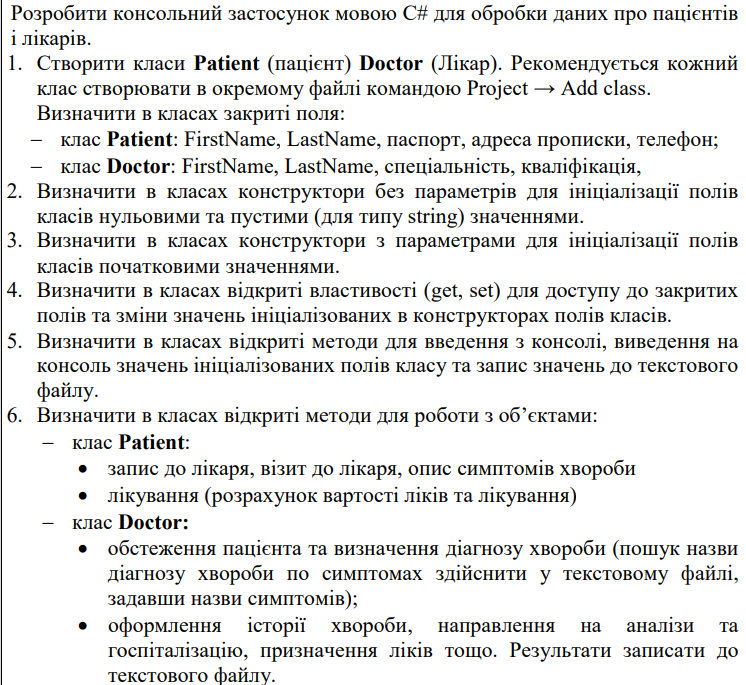 Розробити консольний застосунок мовою C# для обробки даних про пацієнтів
і лікарів.
1. Створити класи Patient (пацієнт) Doctor (Лікар). Рекомендується кожний
клас створювати в окремому файлі командою Project → Add class.
Визначити в класах закриті поля:
– клас Patient: FirstName, LastName, паспорт, адреса прописки, телефон;
– клас Doctor: FirstName, LastName, спеціальність, кваліфікація,
2. Визначити в класах конструктори без параметрів для ініціалізації полів
класів нульовими та пустими (для типу string) значеннями.
3. Визначити в класах конструктори з параметрами для ініціалізації полів
класів початковими значеннями.
4. Визначити в класах відкриті властивості (get, set) для доступу до закритих
полів та зміни значень ініціалізованих в конструкторах полів класів.
5. Визначити в класах відкриті методи для введення з консолі, виведення на
консоль значень ініціалізованих полів класу та запис значень до текстового
файлу.
6. Визначити в класах відкриті методи для роботи з об’єктами:
– клас Patient:
• запис до лікаря, візит до лікаря, опис симптомів хвороби
• лікування (розрахунок вартості ліків та лікування)
– клас Doctor:
• обстеження пацієнта та визначення діагнозу хвороби (пошук назви
діагнозу хвороби по симптомах здійснити у текстовому файлі,
задавши назви симптомів);
• оформлення історії хвороби, направлення на аналізи та
госпіталізацію, призначення ліків тощо. Результати записати до
текстового файлу.